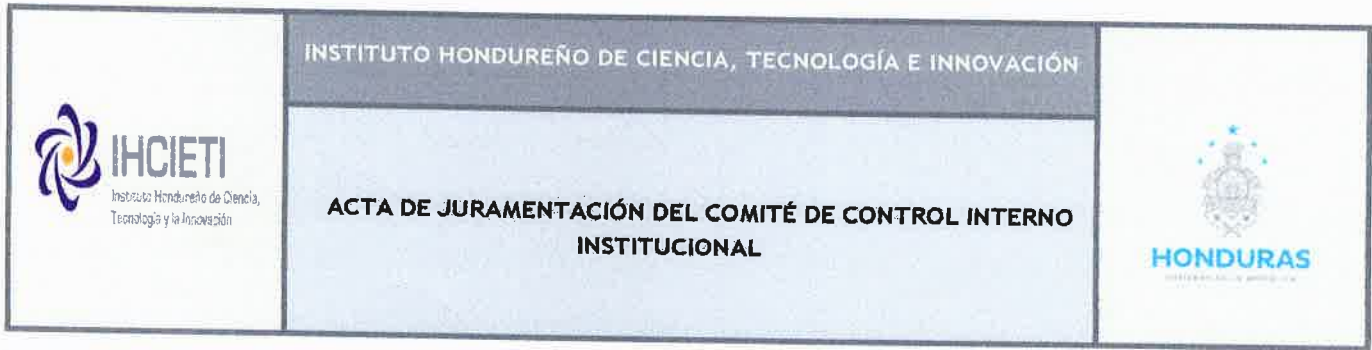 INSTITUTO HONDUREÑO DE CIENCIA, TECNOLOGÍA E INNOVACIÓN
IHCIETI
Instituto Hondureño de Ciencia,
Tecnología y la Innovación
ACTA DE JURAMENTACIÓN DEL COMITÉ DE CONTROL INTERNO
INSTITUCIONAL
HONDURAS